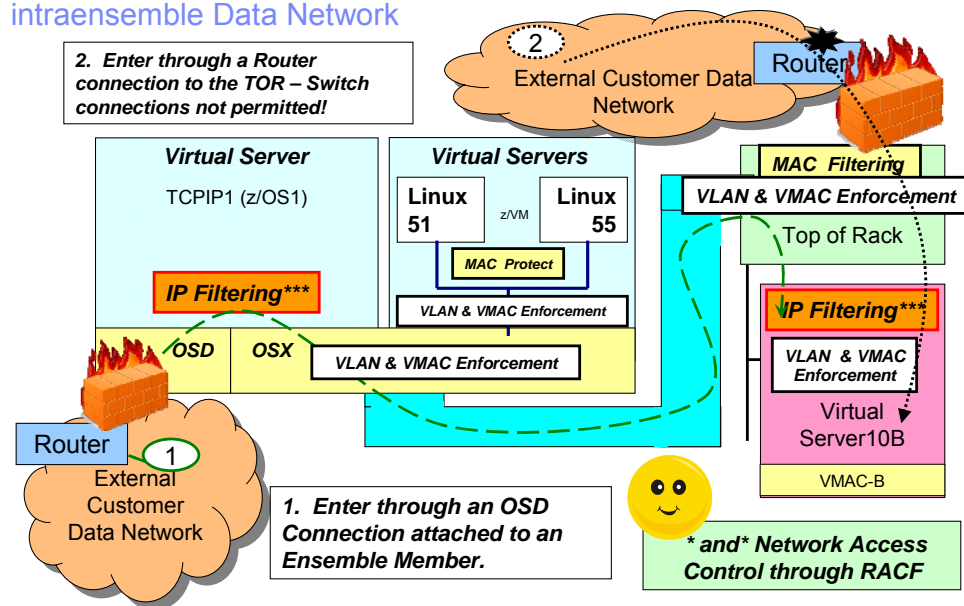 intraensemble Data Network
2. Enter through a Router
connection to the TOR – Switch
connections not permitted!
2
External Customer Data
Network
Router
Virtual Server
TCPIP1 (z/OS1)
Virtual Servers
Linux
51
z/VM
Linux
55
MAC Protect
VLAN & VMAC Enforcement
MAC Filtering
VLAN & VMAC Enforcement
Top of Rack
IP Filtering***
OSD
OSX
VLAN & VMAC Enforcement
IP Filtering***
VLAN & VMAC
Enforcement
Virtual
Server10B
VMAC-B
Router
1
External
Customer
Data Network
1. Enter through an OSD
Connection attached to an
Ensemble Member.
* and* Network Access
Control through RACF